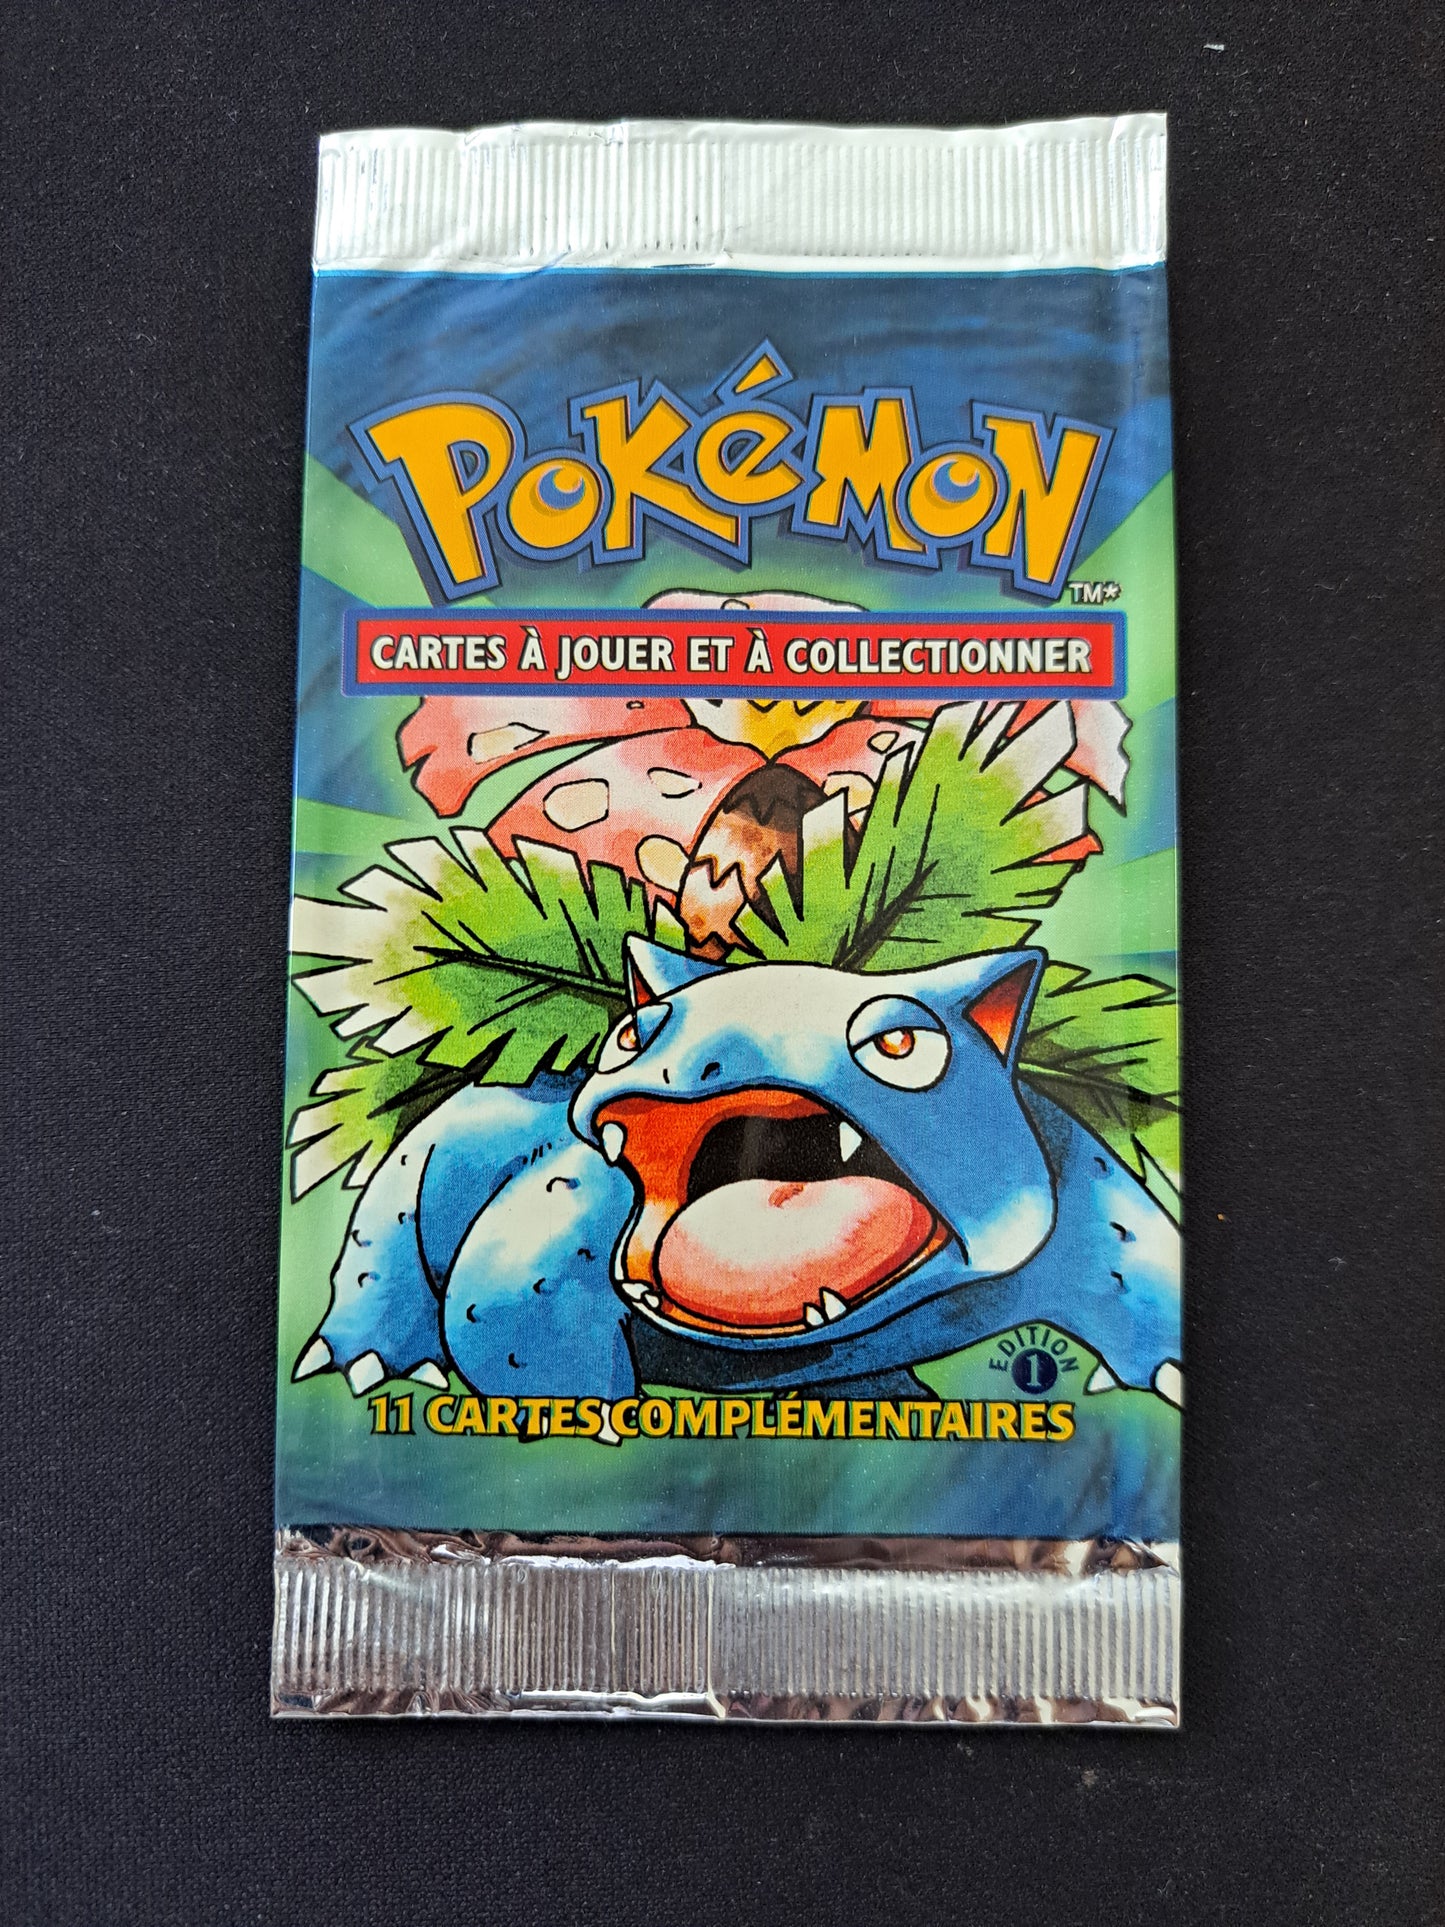 POKéMON
TM*
CARTES À JOUER ET À COLLECTIONNER
EDITION
1
11 CARTES COMPLÉMENTAIRES